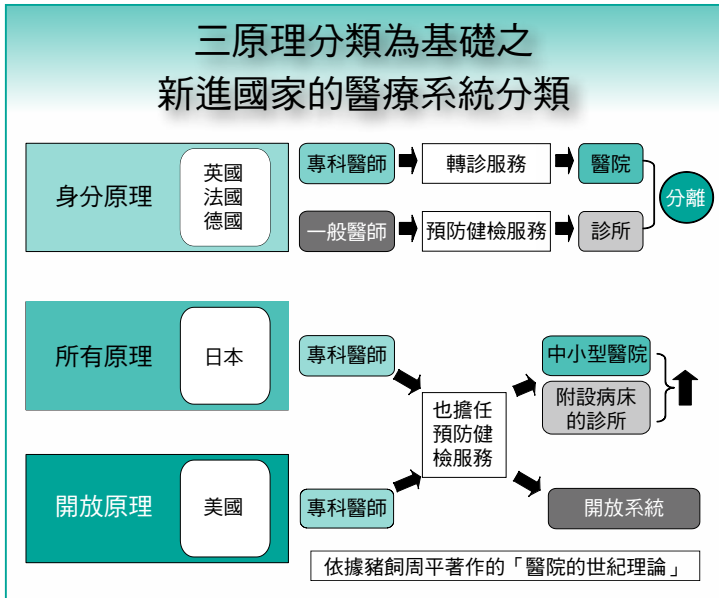 三原理分類為基礎之
新進國家的醫療系統分類
身分原理
英國
法國
德國
專科醫師
轉診服務
醫院
一般醫師
預防健檢服務
診所
分離
所有原理
日本
專科醫師
中小型醫院
附設病床
的診所
也擔任
預防健
檢服務
開放原理
美國
專科醫師
開放系統
依據豬飼周平著作的「醫院的世紀理論」